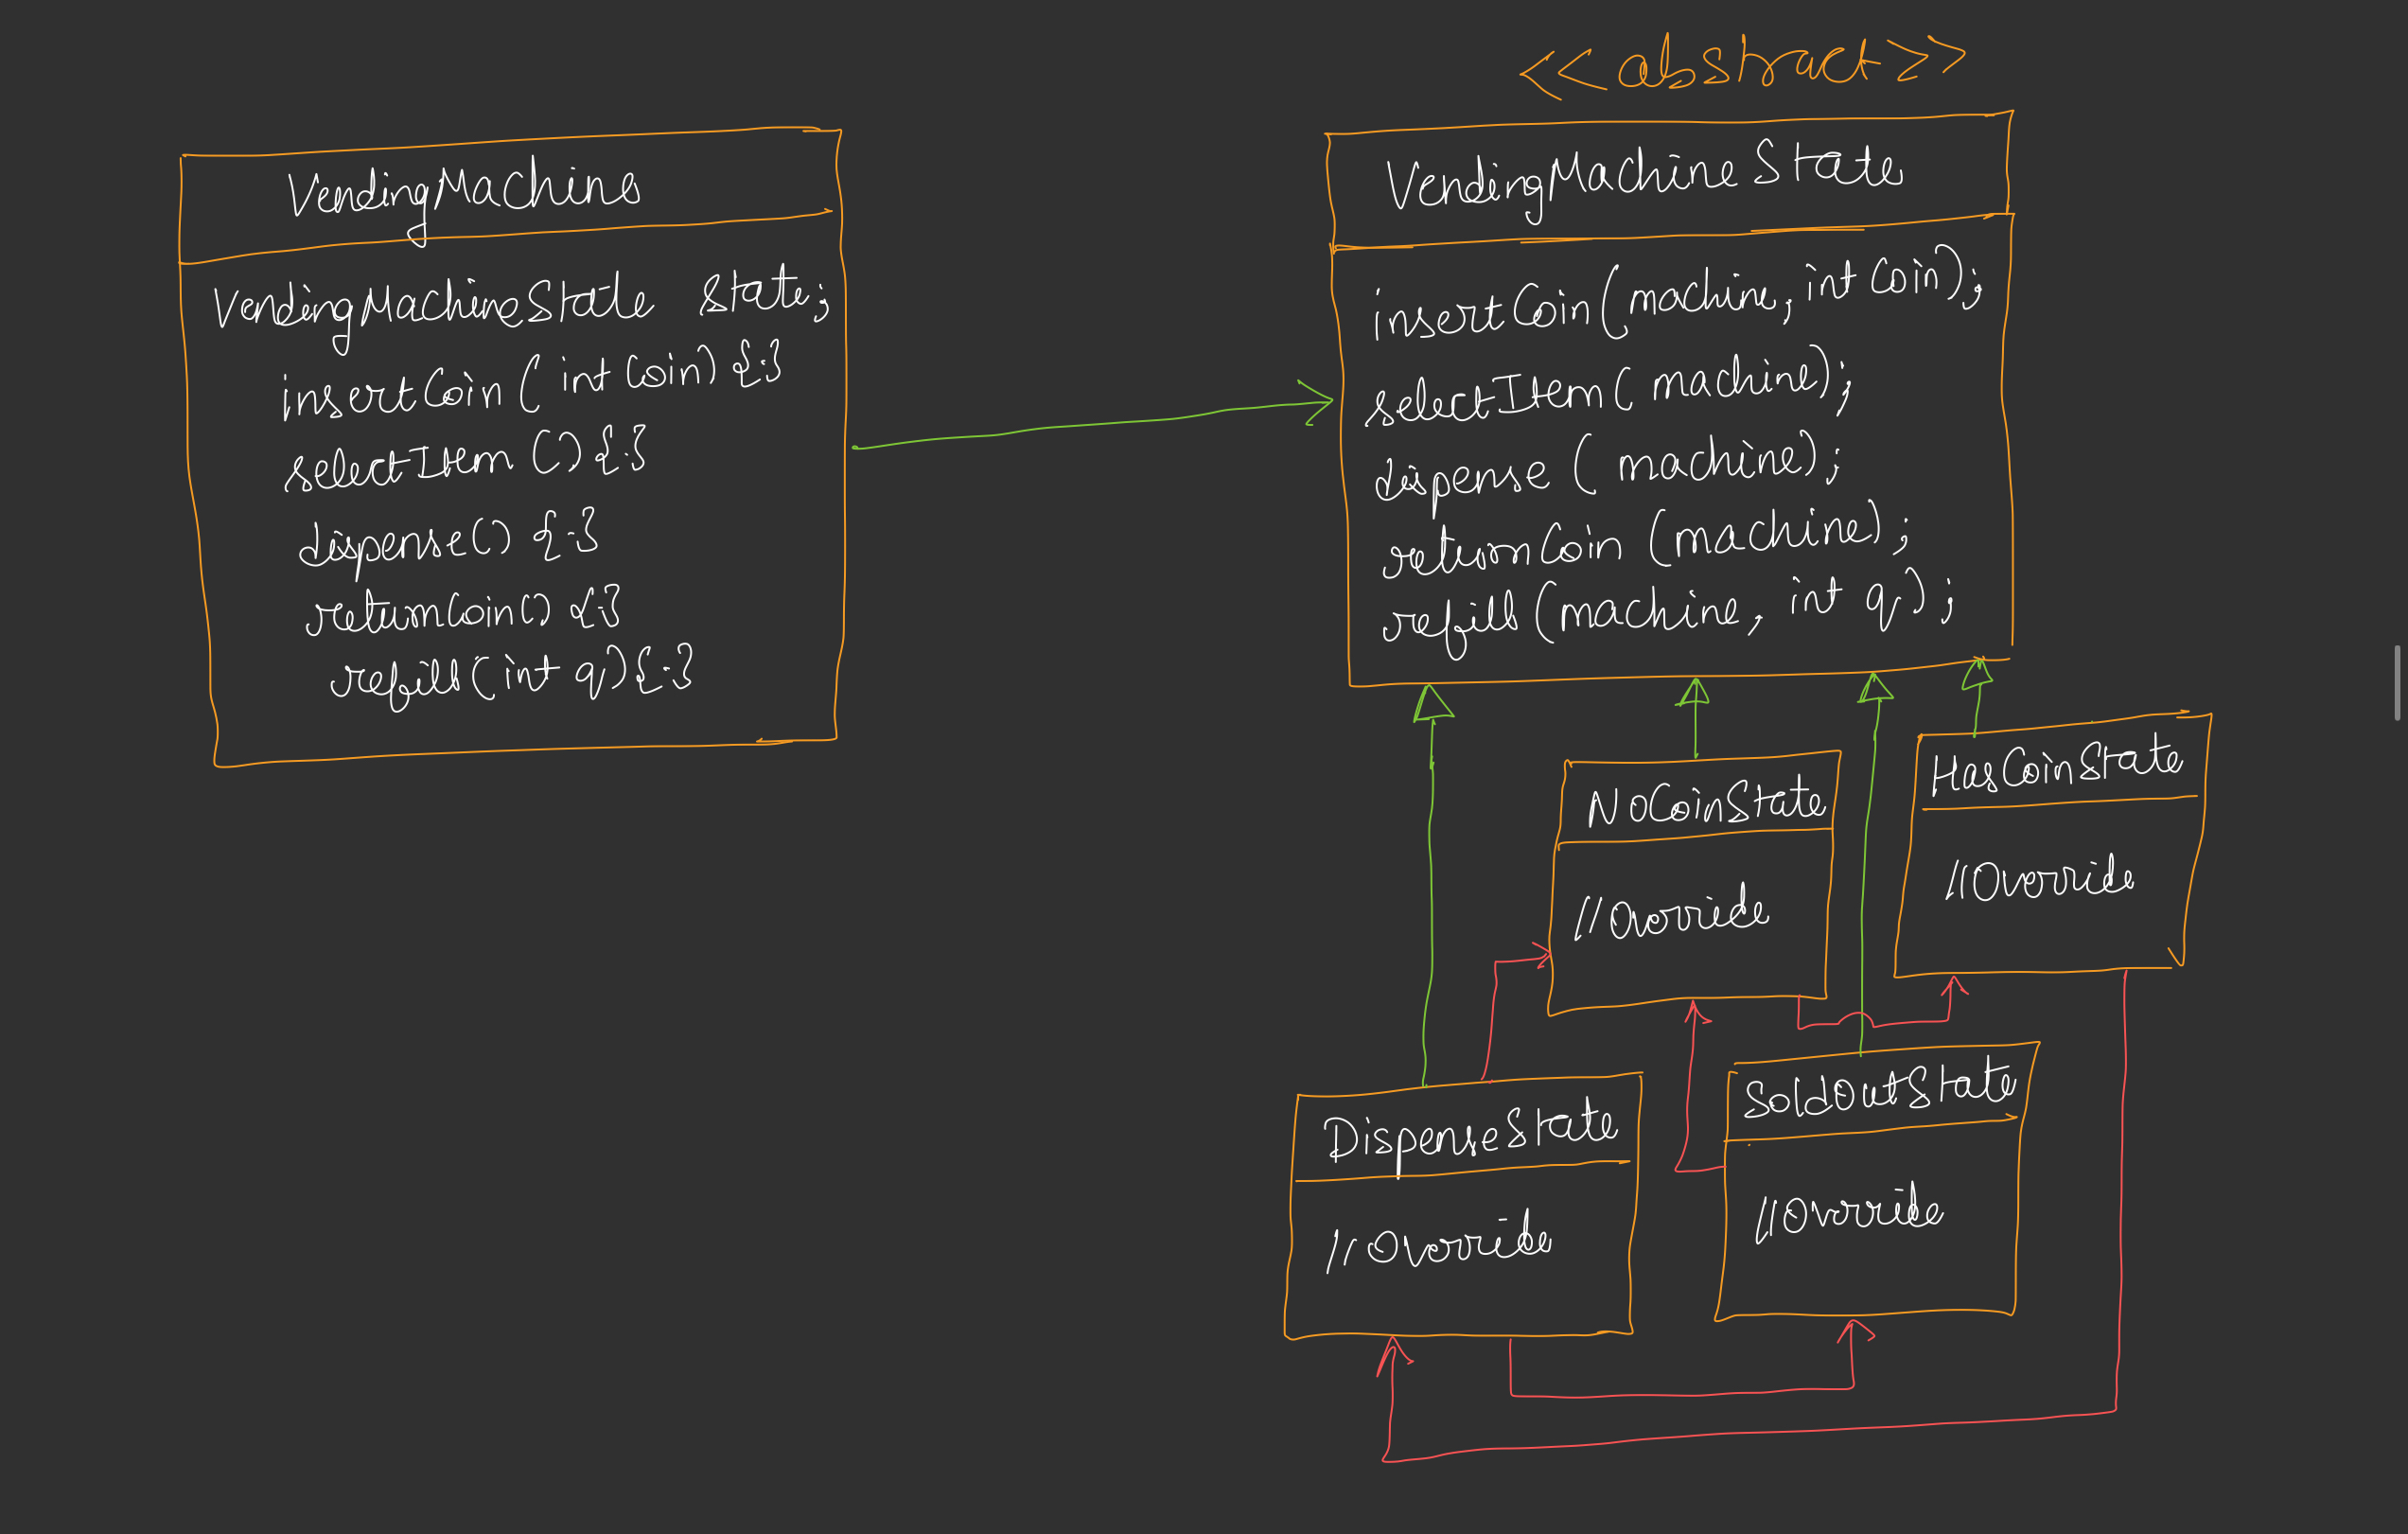 <<abstract>>
VendingMachine
VendingMachineState state;
insertCoin(int Coin) {:}
selectItem() {:}
dispense() {:}
returnCoin() {:}
refill(int q) {:}
VendingMachineState
insertCoin(machine, int Coin);
selectItem(machine);
dispense(machine);
returnCoin(machine);
refill(machine, int q);
NoCoinState
//Override
HasCoinState
//Override
DispenseState
//Override
SoldOutState
//Override